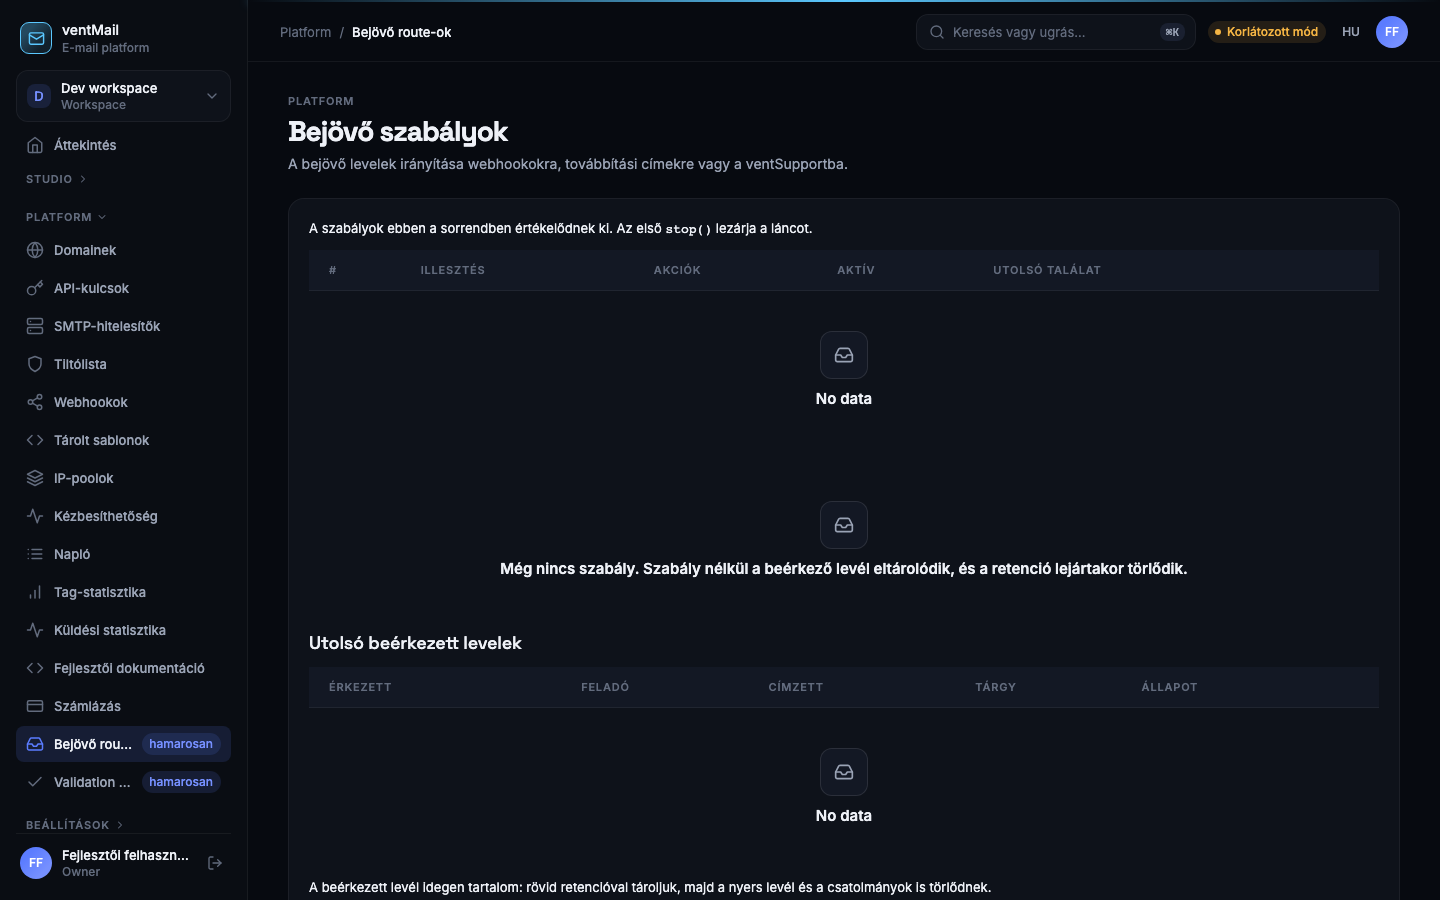 ventMail
E-mail platform
D
Dev workspace
Workspace
Áttekintés
STUDIO
PLATFORM
Domainek
API-kulcsok
SMTP-hitelesítők
Tiltólista
Webhookok
Tárolt sablonok
IP-poolok
Kézbesíthetőség
Napló
Tag-statisztika
Küldési statisztika
Fejlesztői dokumentáció
Számlázás
Bejövő rou... hamarosan
Validation ... hamarosan
BEÁLLÍTÁSOK
FF
Fejlesztői felhaszn...
Owner
Platform / Bejövő route-ok
Keresés vagy ugrás... ⌘K
Korlátozott mód
HU
FF
PLATFORM
Bejövő szabályok
A bejövő levelek irányítása webhookokra, továbbítási címekre vagy a ventSupportba.
A szabályok ebben a sorrendben értékelődnek ki. Az első stop() lezárja a láncot.
# ILLESZTÉS AKCIÓK AKTÍV UTOLSÓ TALÁLAT
No data
Még nincs szabály. Szabály nélkül a beérkező levél eltárolódik, és a retenció lejártakor törlődik.
Utolsó beérkezett levelek
ÉRKEZETT FELADÓ CÍMZETT TÁRGY ÁLLAPOT
No data
A beérkezett levél idegen tartalom: rövid retencióval tároljuk, majd a nyers levél és a csatolmányok is törlődnek.